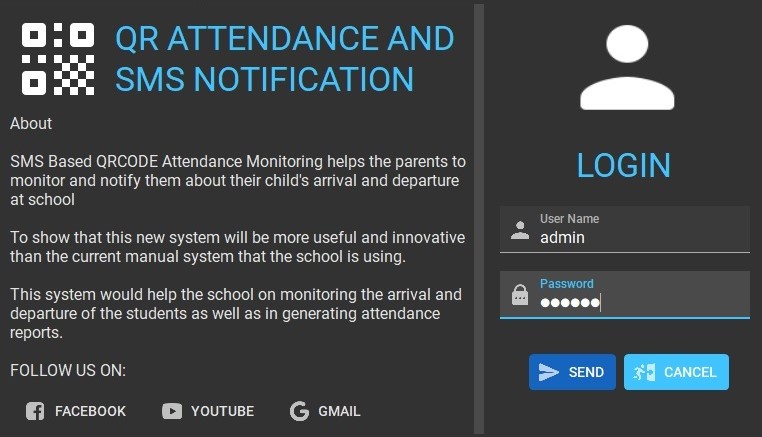 QR ATTENDANCE AND
SMS NOTIFICATION
About
SMS Based QRCODE Attendance Monitoring helps the parents to
monitor and notify them about their child's arrival and departure
at school
To show that this new system will be more useful and innovative
than the current manual system that the school is using.
This system would help the school on monitoring the arrival and
departure of the students as well as in generating attendance
reports.
FOLLOW US ON:
FACEBOOK YOUTUBE GMAIL
LOGIN
User Name
admin
Password
●●●●●●
SEND CANCEL